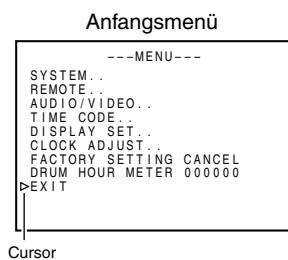 Anfangsmenü
---MENU---
SYSTEM..
REMOTE..
AUDIO/VIDEO..
TIME CODE..
DISPLAY SET..
CLOCK ADJUST..
FACTORY SETTING CANCEL
DRUM HOUR METER 000000
▷EXIT
Cursor